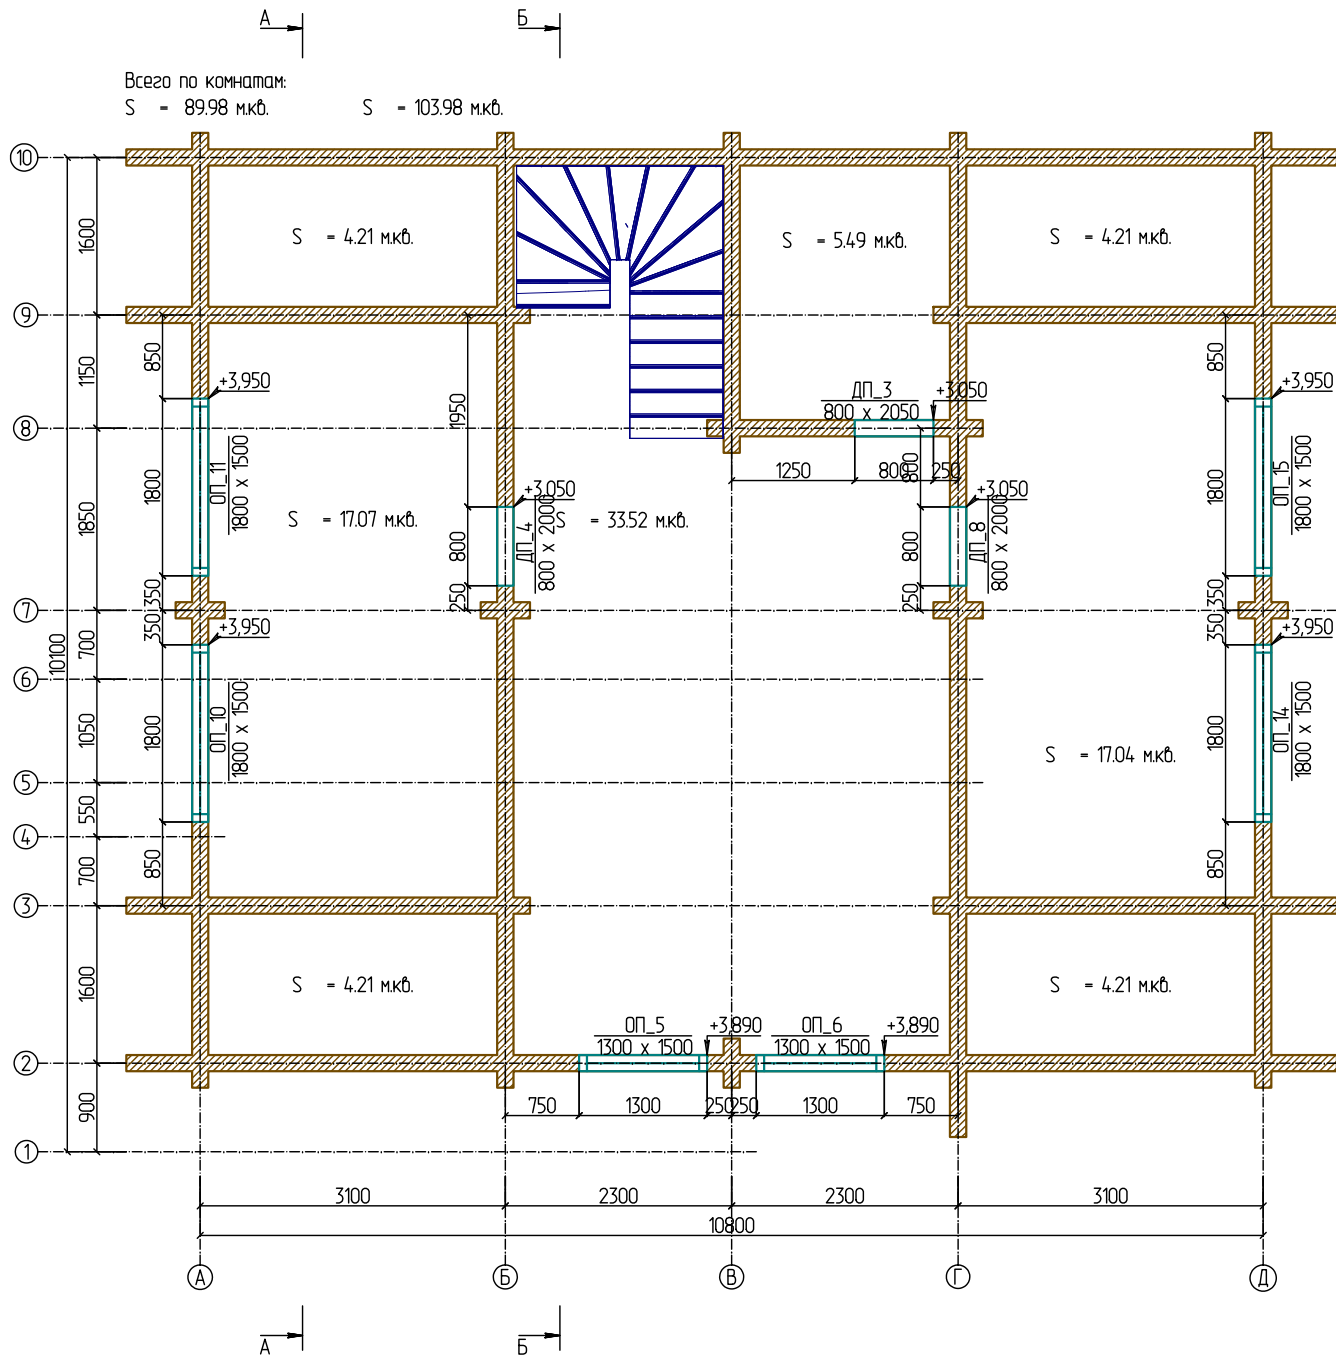 А
Б
Всего по комнатам:
S = 89.98 м.кв. S = 103.98 м.кв.
10
1600
S = 4.21 м.кв.
S = 5.49 м.кв.
S = 4.21 м.кв.
9
1150
850
+3,950
1950
ДП_3
800 x 2050
+3,050
850
+3,950
8
1250
800
250
1850
1800
ОП_11
1800 x 1500
S = 17.07 м.кв.
800
250
+3,050
ДП_4
800 x 2000
S = 33.52 м.кв.
800
800
250
+3,050
ДП_8
800 x 2000
1800
ОП_15
1800 x 1500
350
350
7
10100
700
350
+3,950
350
+3,950
6
1050
1800
ОП_10
1800 x 1500
S = 17.04 м.кв.
1800
ОП_14
1800 x 1500
5
550
4
700
850
850
3
1600
S = 4.21 м.кв.
S = 4.21 м.кв.
ОП_5
1300 x 1500
+3,890
ОП_6
1300 x 1500
+3,890
2
900
750
1300
250
250
1300
750
1
3100
2300
2300
3100
10800
А
Б
В
Г
Д
А
Б